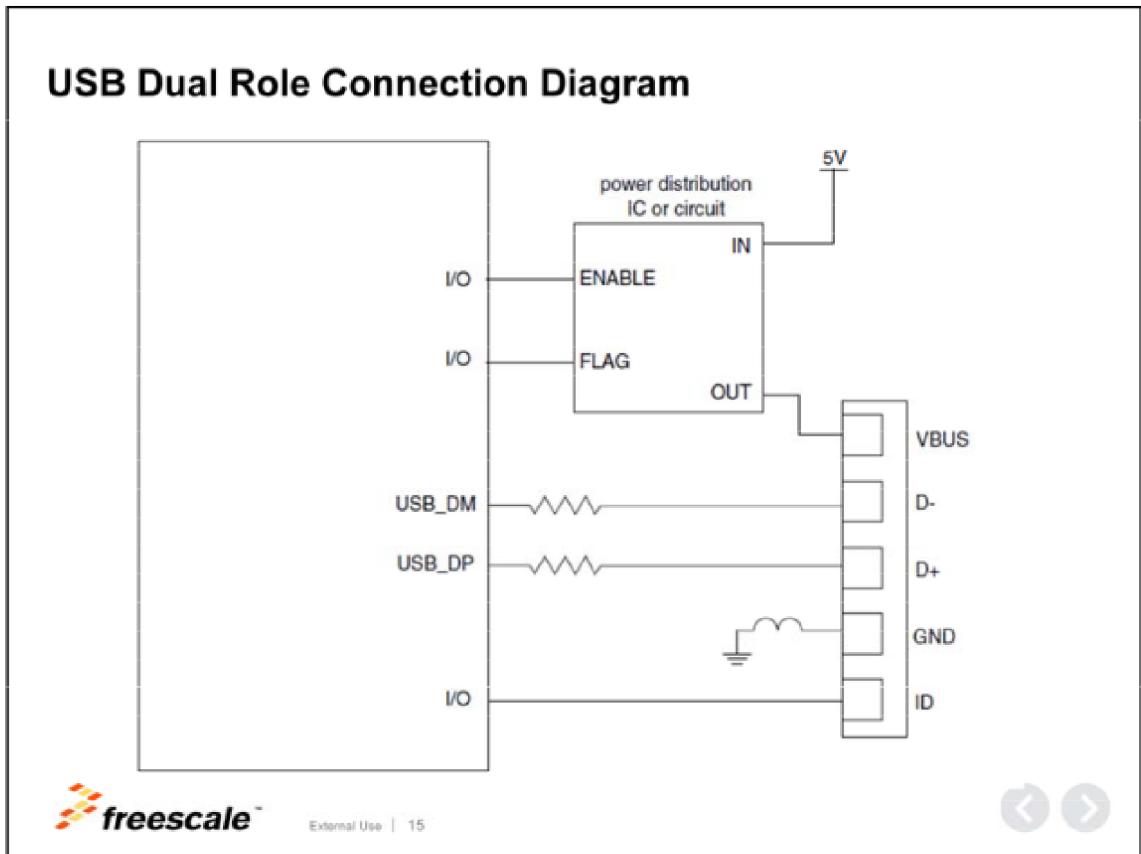 USB Dual Role Connection Diagram
5V
power distribution
IC or circuit
IN
I/O
ENABLE
I/O
FLAG
OUT
VBUS
USB_DM
D-
USB_DP
D+
GND
I/O
ID
freescale™
External Use | 15